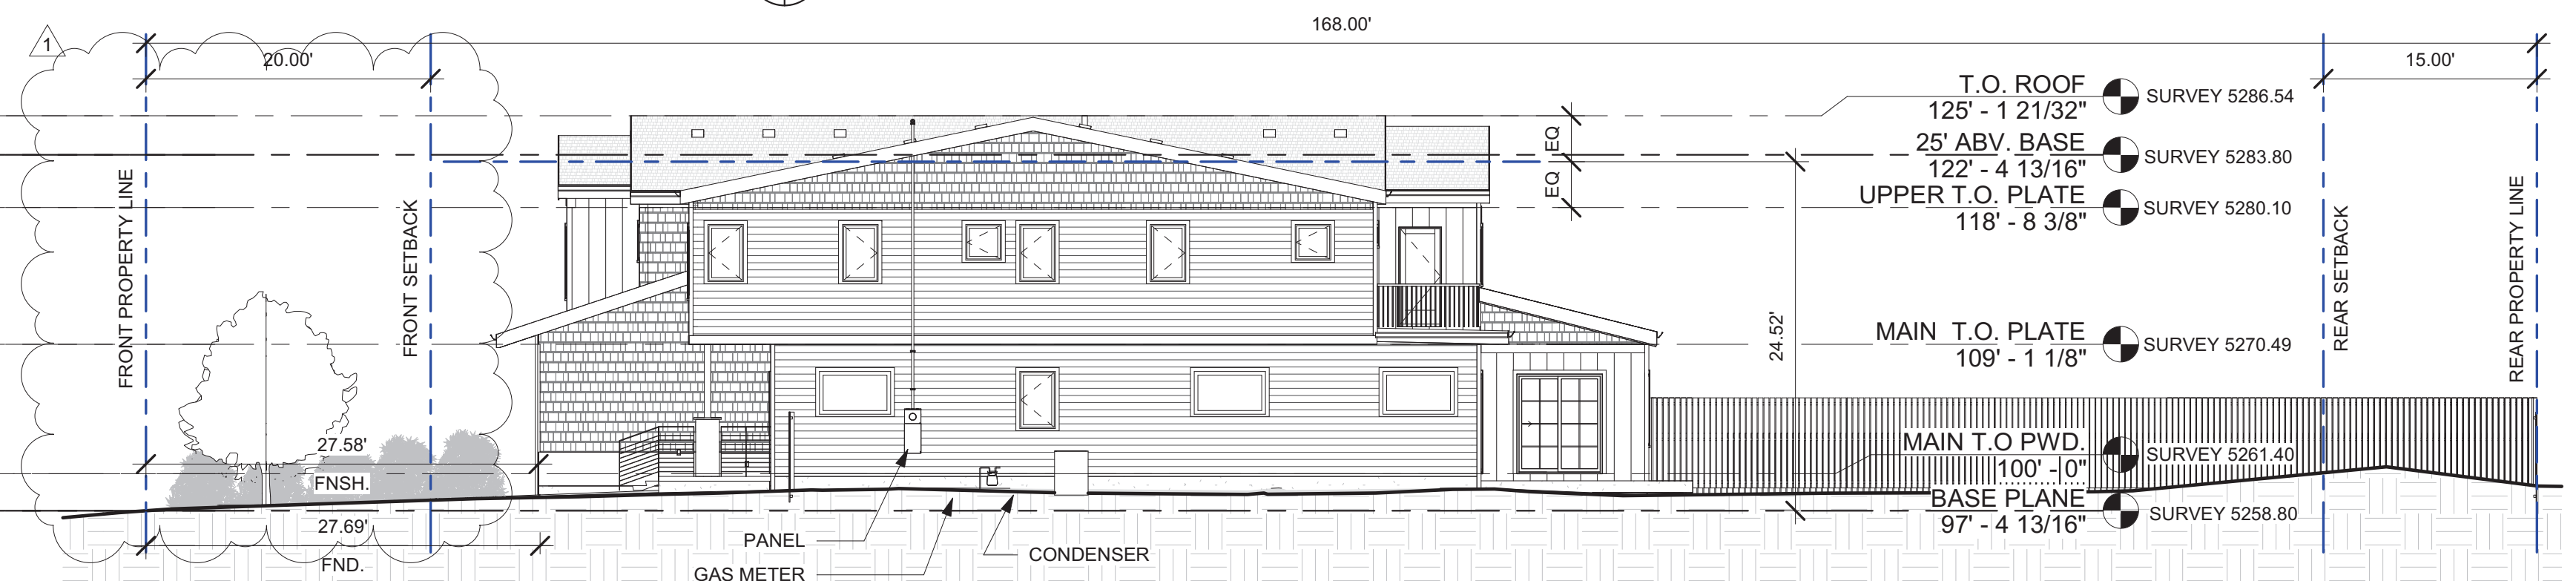 168.00'
1
20.00'
15.00'
T.O. ROOF
125' - 1 21/32"
SURVEY 5286.54
EQ
25' ABV. BASE
122' - 4 13/16"
SURVEY 5283.80
EQ
UPPER T.O. PLATE
118' - 8 3/8"
SURVEY 5280.10
FRONT PROPERTY LINE
FRONT SETBACK
REAR SETBACK
REAR PROPERTY LINE
24.52'
MAIN T.O. PLATE
109' - 1 1/8"
SURVEY 5270.49
27.58'
FNSH.
MAIN T.O PWD.
100' - 0"
SURVEY 5261.40
BASE PLANE
97' - 4 13/16"
SURVEY 5258.80
27.69'
FND.
PANEL
CONDENSER
GAS METER